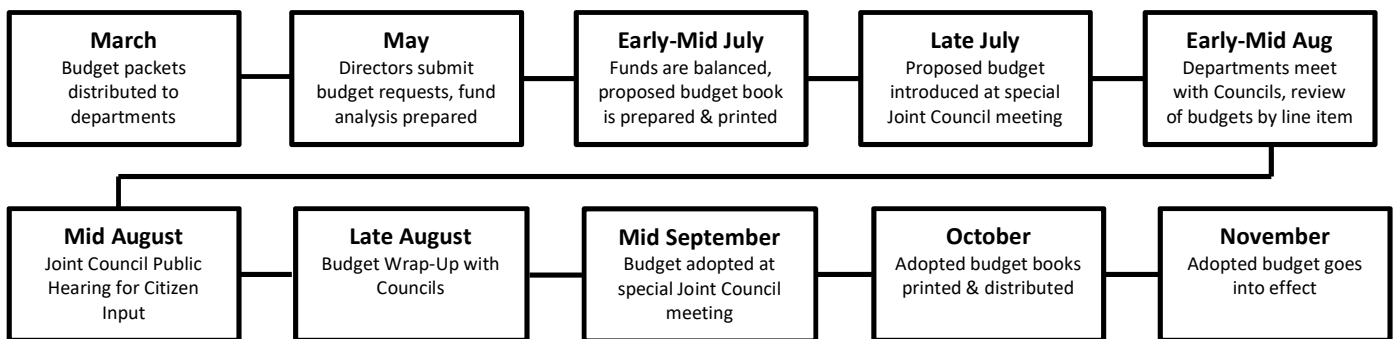 March
Budget packets
distributed to
departments
May
Directors submit
budget requests, fund
analysis prepared
Early-Mid July
Funds are balanced,
proposed budget book
is prepared & printed
Late July
Proposed budget
introduced at special
Joint Council meeting
Early-Mid Aug
Departments meet
with Councils, review
of budgets by line item
Mid August
Joint Council Public
Hearing for Citizen
Input
Late August
Budget Wrap-Up with
Councils
Mid September
Budget adopted at
special Joint Council
meeting
October
Adopted budget books
printed & distributed
November
Adopted budget goes
into effect